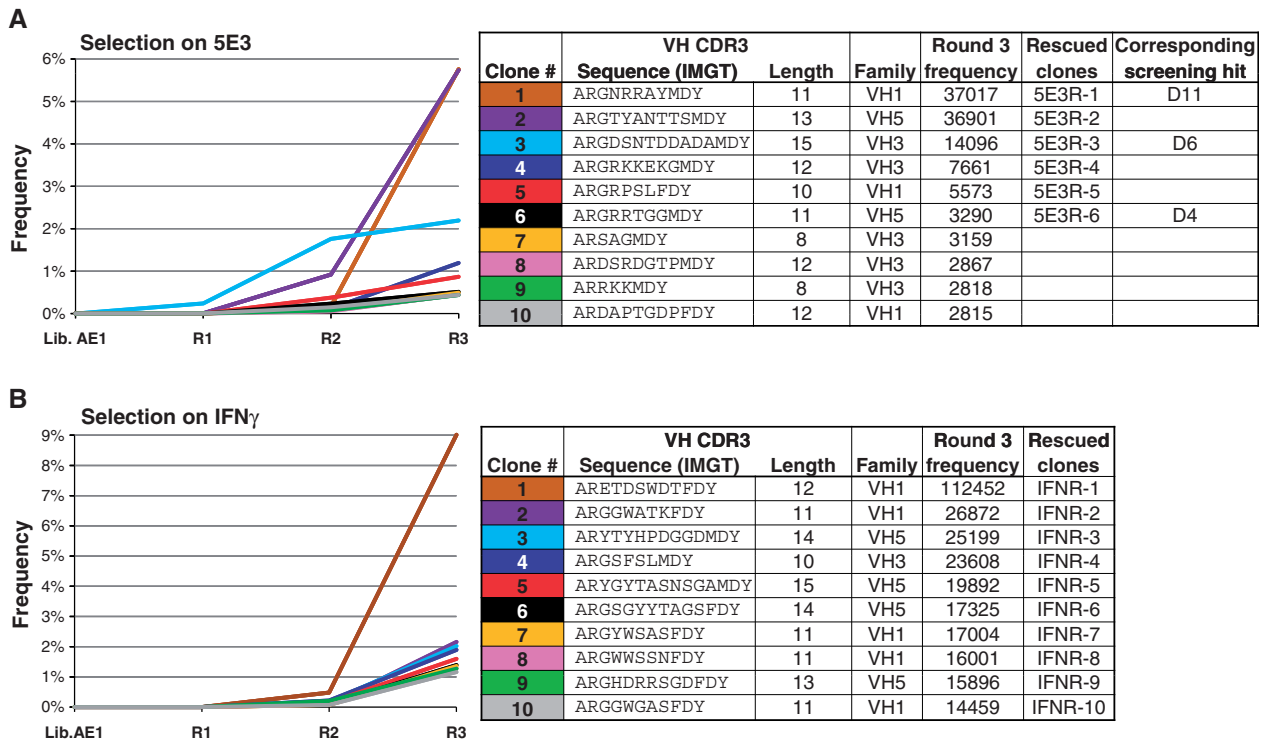 A
Selection on 5E3
Frequency
6%
5%
4%
3%
2%
1%
0%
Lib. AE1 R1 R2 R3
VH CDR3 Round 3 Rescued Corresponding
Clone # Sequence (IMGT) Length Family frequency clones screening hit
1 ARGNRRAYMDY 11 VH1 37017 5E3R-1 D11
2 ARGTYANTTSMDY 13 VH5 36901 5E3R-2
3 ARGDSNTDDADAMDY 15 VH3 14096 5E3R-3 D6
4 ARGRKKEKGMDY 12 VH3 7661 5E3R-4
5 ARGRPSLFDY 10 VH1 5573 5E3R-5
6 ARGRRTGGMDY 11 VH5 3290 5E3R-6 D4
7 ARSAGMDY 8 VH3 3159
8 ARDSRDGTPMDY 12 VH3 2867
9 ARRKKMDY 8 VH3 2818
10 ARDAPTGDPFDY 12 VH1 2815
B
Selection on IFNγ
Frequency
9%
8%
7%
6%
5%
4%
3%
2%
1%
0%
Lib.AE1 R1 R2 R3
VH CDR3 Round 3 Rescued
Clone # Sequence (IMGT) Length Family frequency clones
1 ARETDSWDTFDY 12 VH1 112452 IFNR-1
2 ARGGWATKFDY 11 VH1 26872 IFNR-2
3 ARYTYHPDGGDMDY 14 VH5 25199 IFNR-3
4 ARGSFSLMDY 10 VH3 23608 IFNR-4
5 ARYGYTASNSGAMDY 15 VH5 19892 IFNR-5
6 ARGSGYYTAGSFDY 14 VH5 17325 IFNR-6
7 ARGYWSASFDY 11 VH1 17004 IFNR-7
8 ARGWWSSNFDY 11 VH1 16001 IFNR-8
9 ARGHDRRSGDFDY 13 VH5 15896 IFNR-9
10 ARGGWGASFDY 11 VH1 14459 IFNR-10